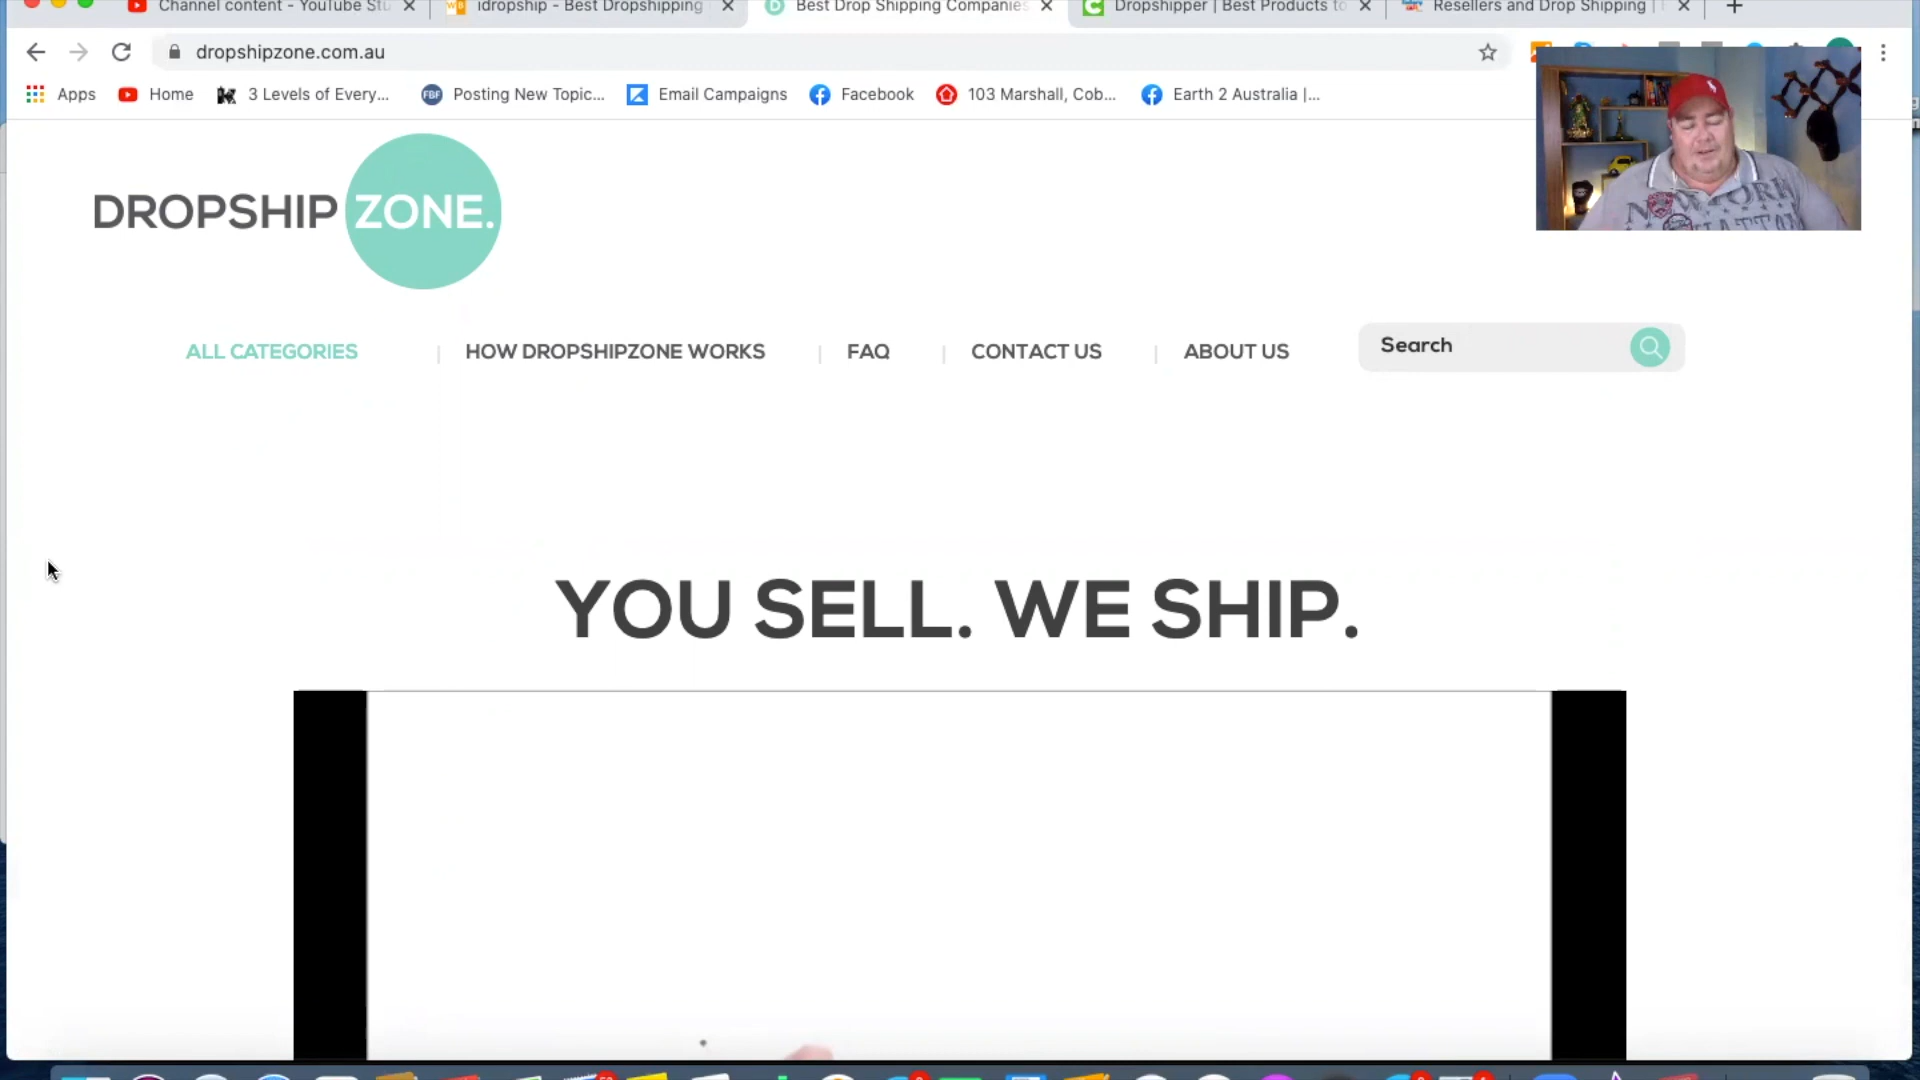 Channel content - YouTube Stu
idropship - Best Dropshipping
Best Drop Shipping Companies
Dropshipper | Best Products to
Resellers and Drop Shipping |
dropshipzone.com.au
Apps
Home
3 Levels of Every...
FBF
Posting New Topic...
Email Campaigns
Facebook
103 Marshall, Cob...
Earth 2 Australia |...
DROPSHIP ZONE.
ALL CATEGORIES
HOW DROPSHIPZONE WORKS
FAQ
CONTACT US
ABOUT US
Search
YOU SELL. WE SHIP.